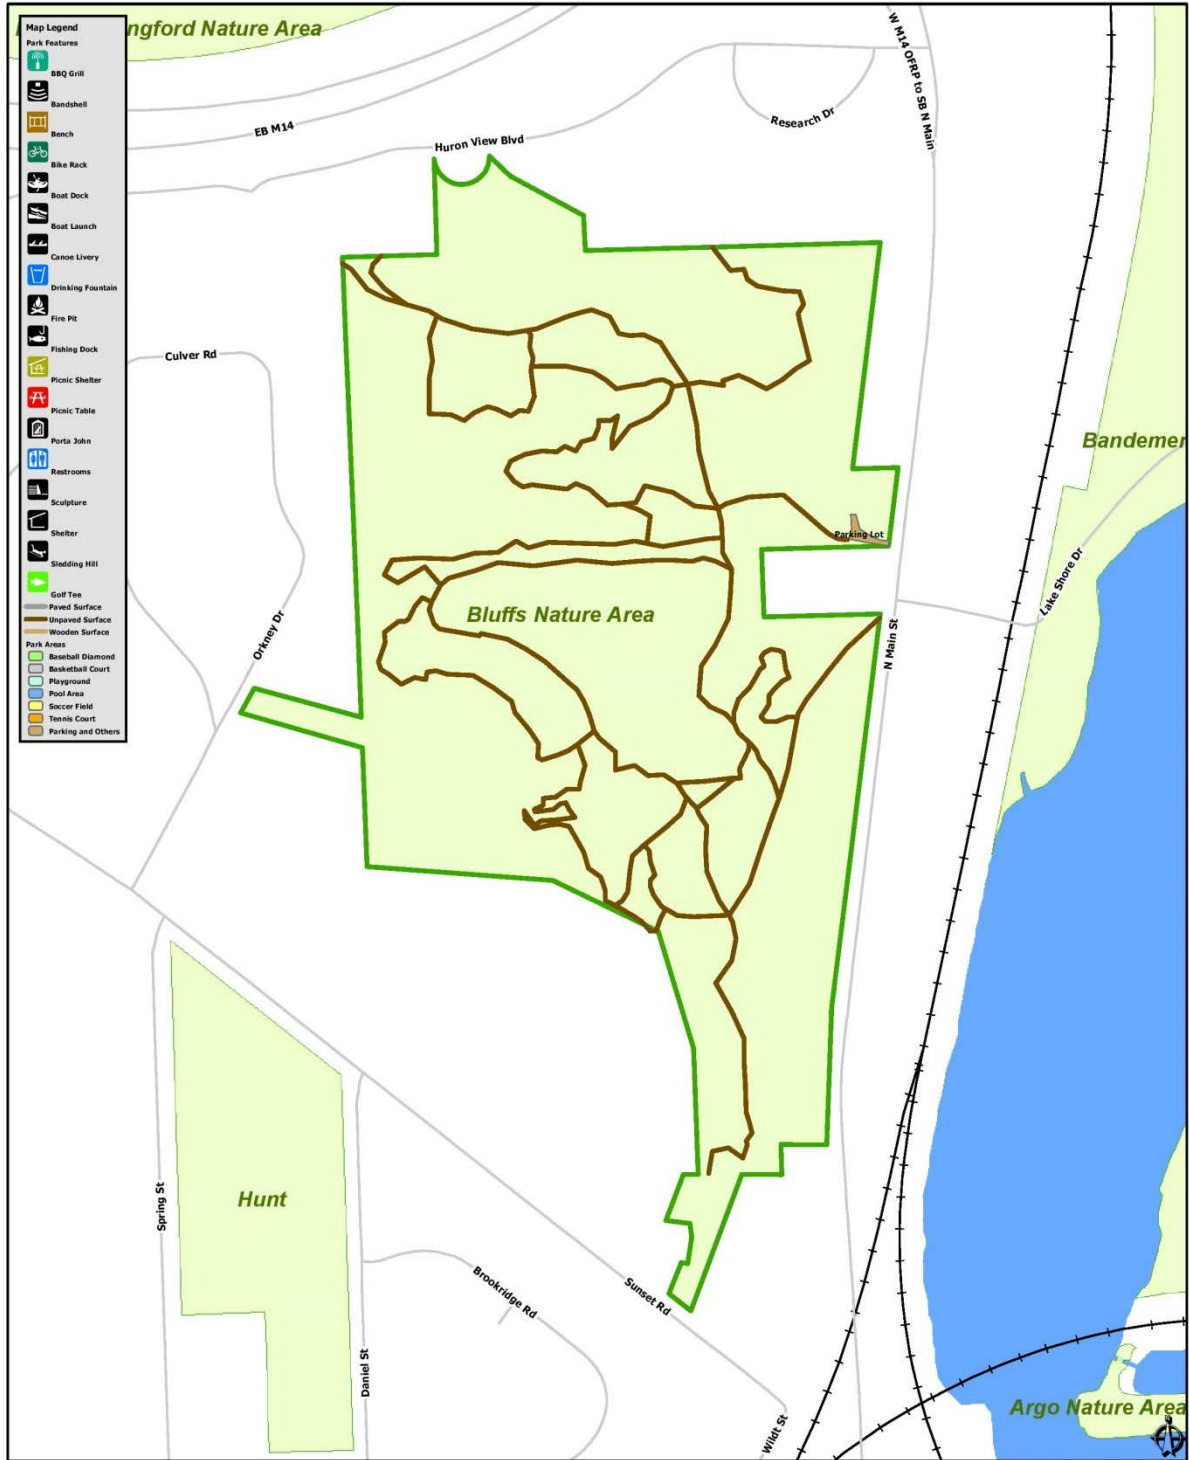 ngford Nature Area
Map Legend
Park Features
BBQ Grill
Bandshell
Bench
Bike Rack
Boat Dock
Boat Launch
Canoe Livery
Drinking Fountain
Fire Pit
Fishing Dock
Picnic Shelter
Picnic Table
Porta John
Restrooms
Sculpture
Shelter
Sledding Hill
Golf Tee
Paved Surface
Unpaved Surface
Wooden Surface
Park Areas
Baseball Diamond
Basketball Court
Playground
Pool Area
Soccer Field
Tennis Court
Parking and Others
EB M14
Huron View Blvd
Research Dr
W M14 OFRP to SB N Main
Culver Rd
Bandemer
Parking Lot
Lake Shore Dr
Orkney Dr
Bluffs Nature Area
N Main St
Spring St
Hunt
Brookridge Rd
Sunset Rd
Daniel St
Wildt St
Argo Nature Area